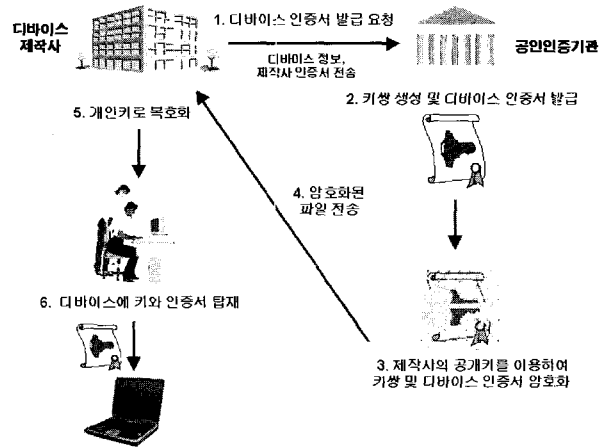 디바이스
제작사
1. 디바이스 인증서 발급 요청
디바이스 정보,
제작사 인증서 전송
공인인증기관
2. 키쌍 생성 및 디바이스 인증서 발급
5. 개인키로 복호화
4. 암호화된
파일 전송
6. 디바이스에 키와 인증서 탑재
3. 제작사의 공개키를 이용하여
키쌍 및 디바이스 인증서 암호화